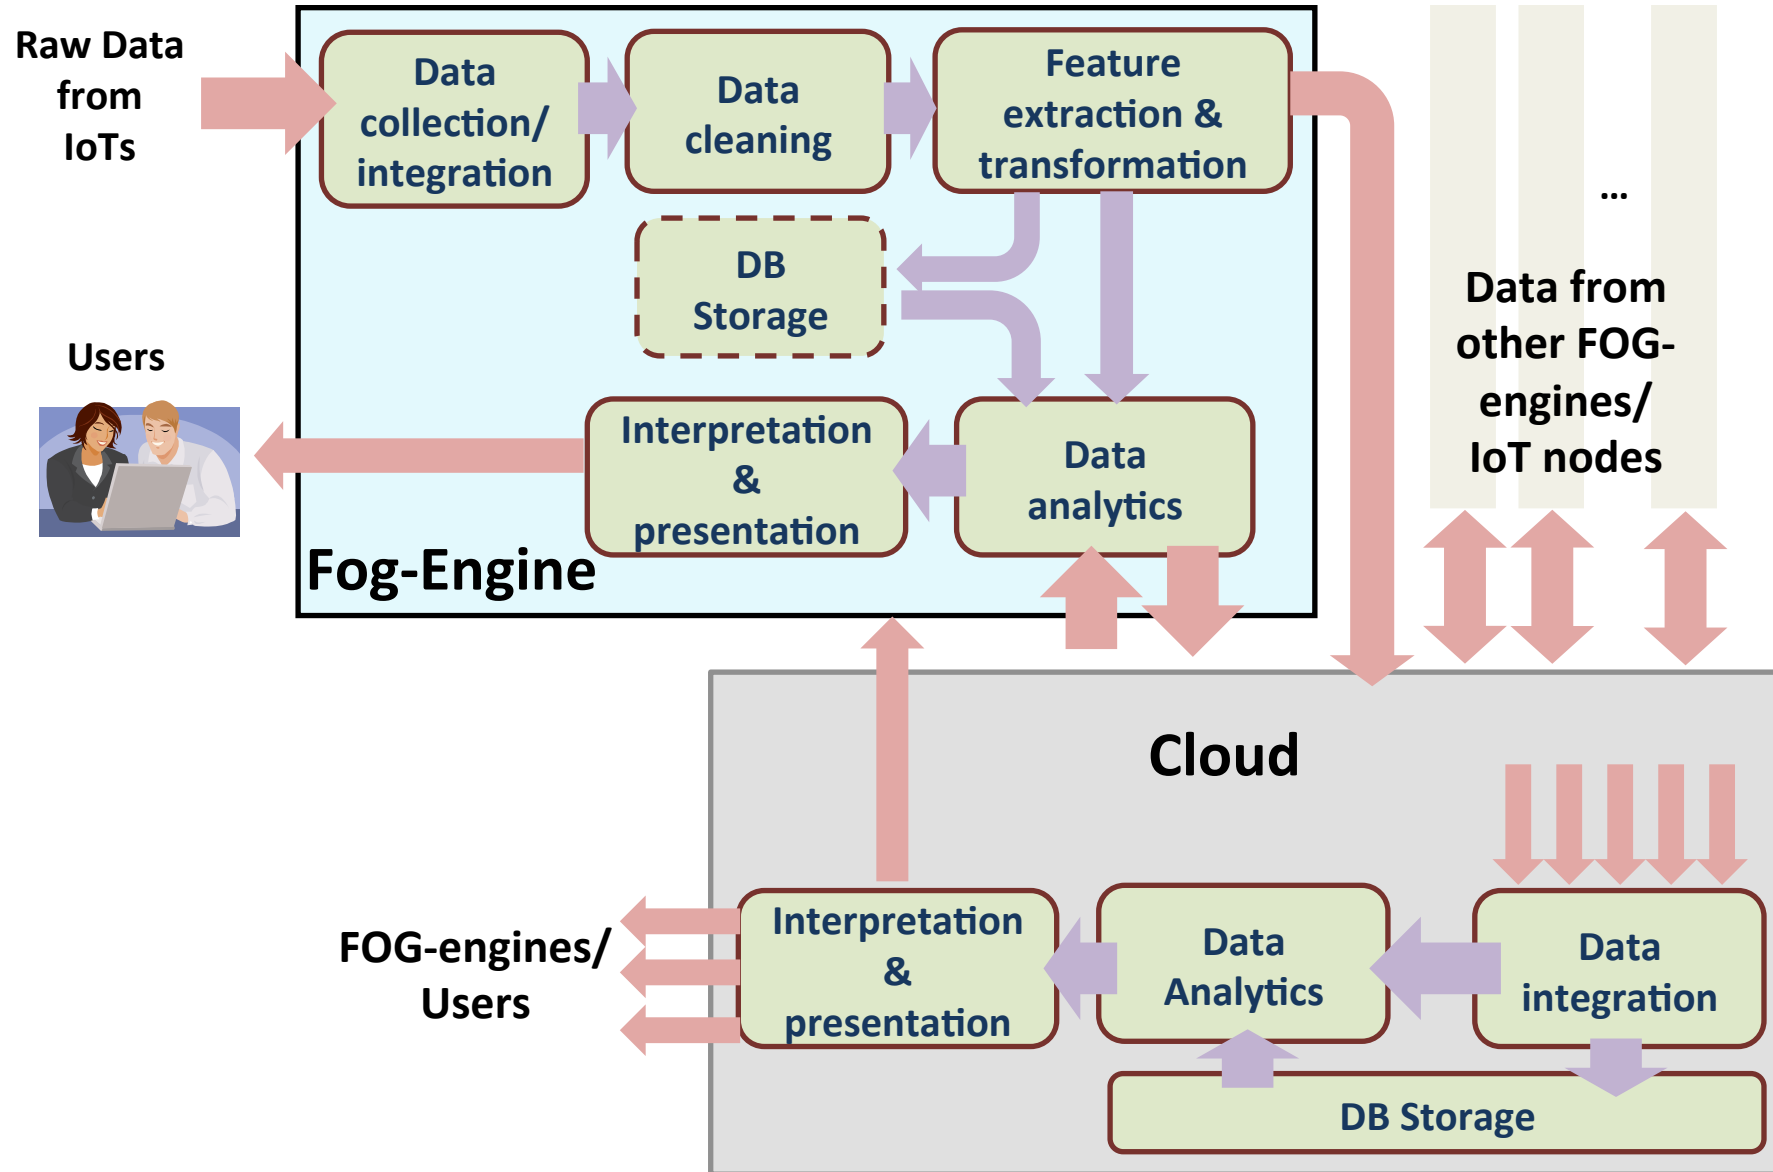 Raw Data
from
IoTs
Data
collection/
integration
Data
cleaning
Feature
extraction &
transformation
DB
Storage
Users
Interpretation
&
presentation
Data
analytics
Fog-Engine
...
Data from
other FOG-
engines/
IoT nodes
Cloud
FOG-engines/
Users
Interpretation
&
presentation
Data
Analytics
Data
integration
DB Storage